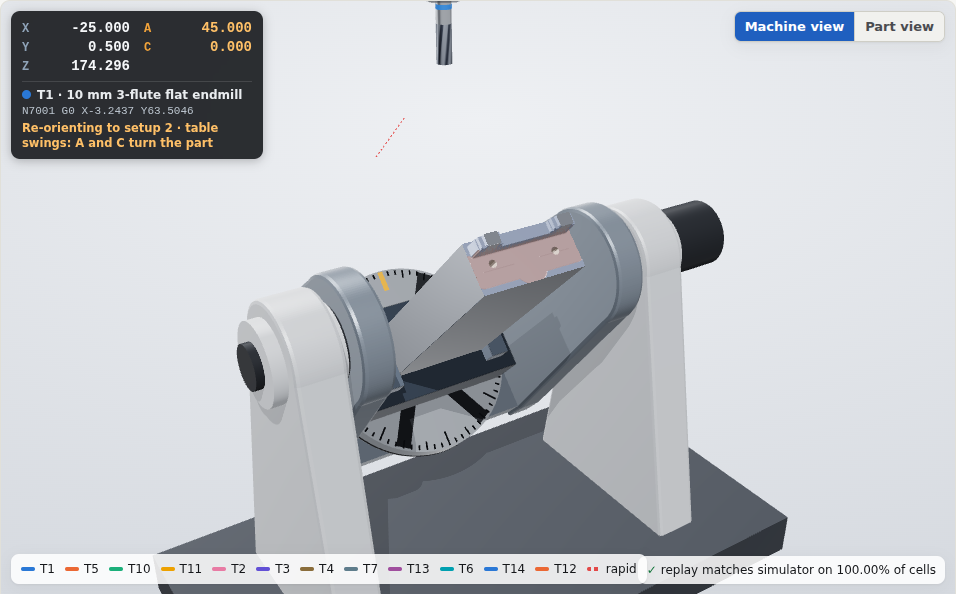 X -25.000 A 45.000
Y 0.500 C 0.000
Z 174.296
T1 · 10 mm 3-flute flat endmill
N7001 G0 X-3.2437 Y63.5046
Re-orienting to setup 2 · table
swings: A and C turn the part
Machine view Part view
T1 T5 T10 T11 T2 T3 T4 T7 T13 T6 T14 T12 rapid
✓ replay matches simulator on 100.00% of cells